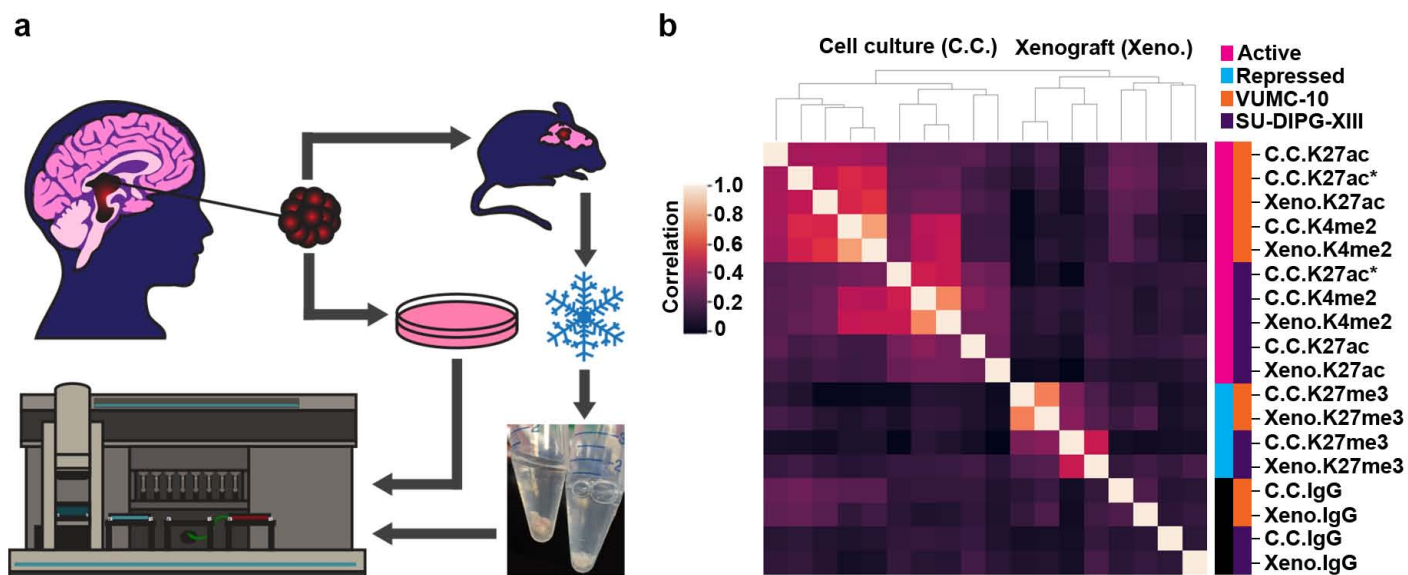 a
b
Cell culture (C.C.) Xenograft (Xeno.)
Active
Repressed
VUMC-10
SU-DIPG-XIII
Correlation
1.0
0.8
0.6
0.4
0.2
0
C.C.K27ac
C.C.K27ac*
Xeno.K27ac
C.C.K4me2
Xeno.K4me2
C.C.K27ac*
C.C.K4me2
Xeno.K4me2
C.C.K27ac
Xeno.K27ac
C.C.K27me3
Xeno.K27me3
C.C.K27me3
Xeno.K27me3
C.C.IgG
Xeno.IgG
C.C.IgG
Xeno.IgG